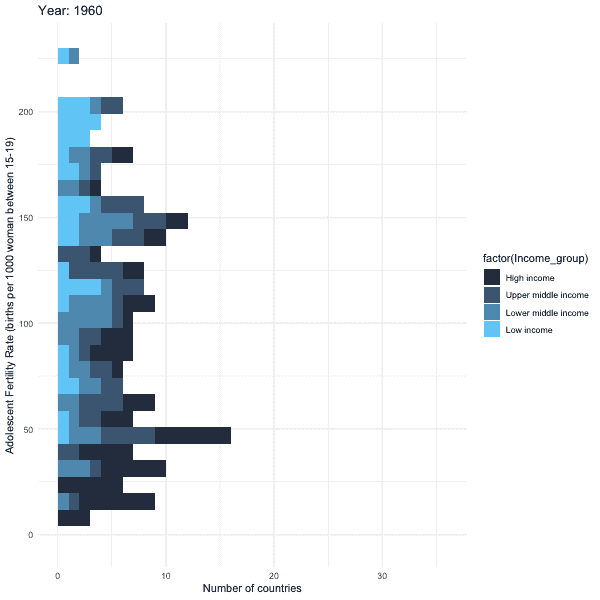 Year: 1960
Adolescent Fertility Rate (births per 1000 woman between 15-19)
200
150
100
50
0
0 10 20 30
Number of countries
factor(Income_group)
High income
Upper middle income
Lower middle income
Low income